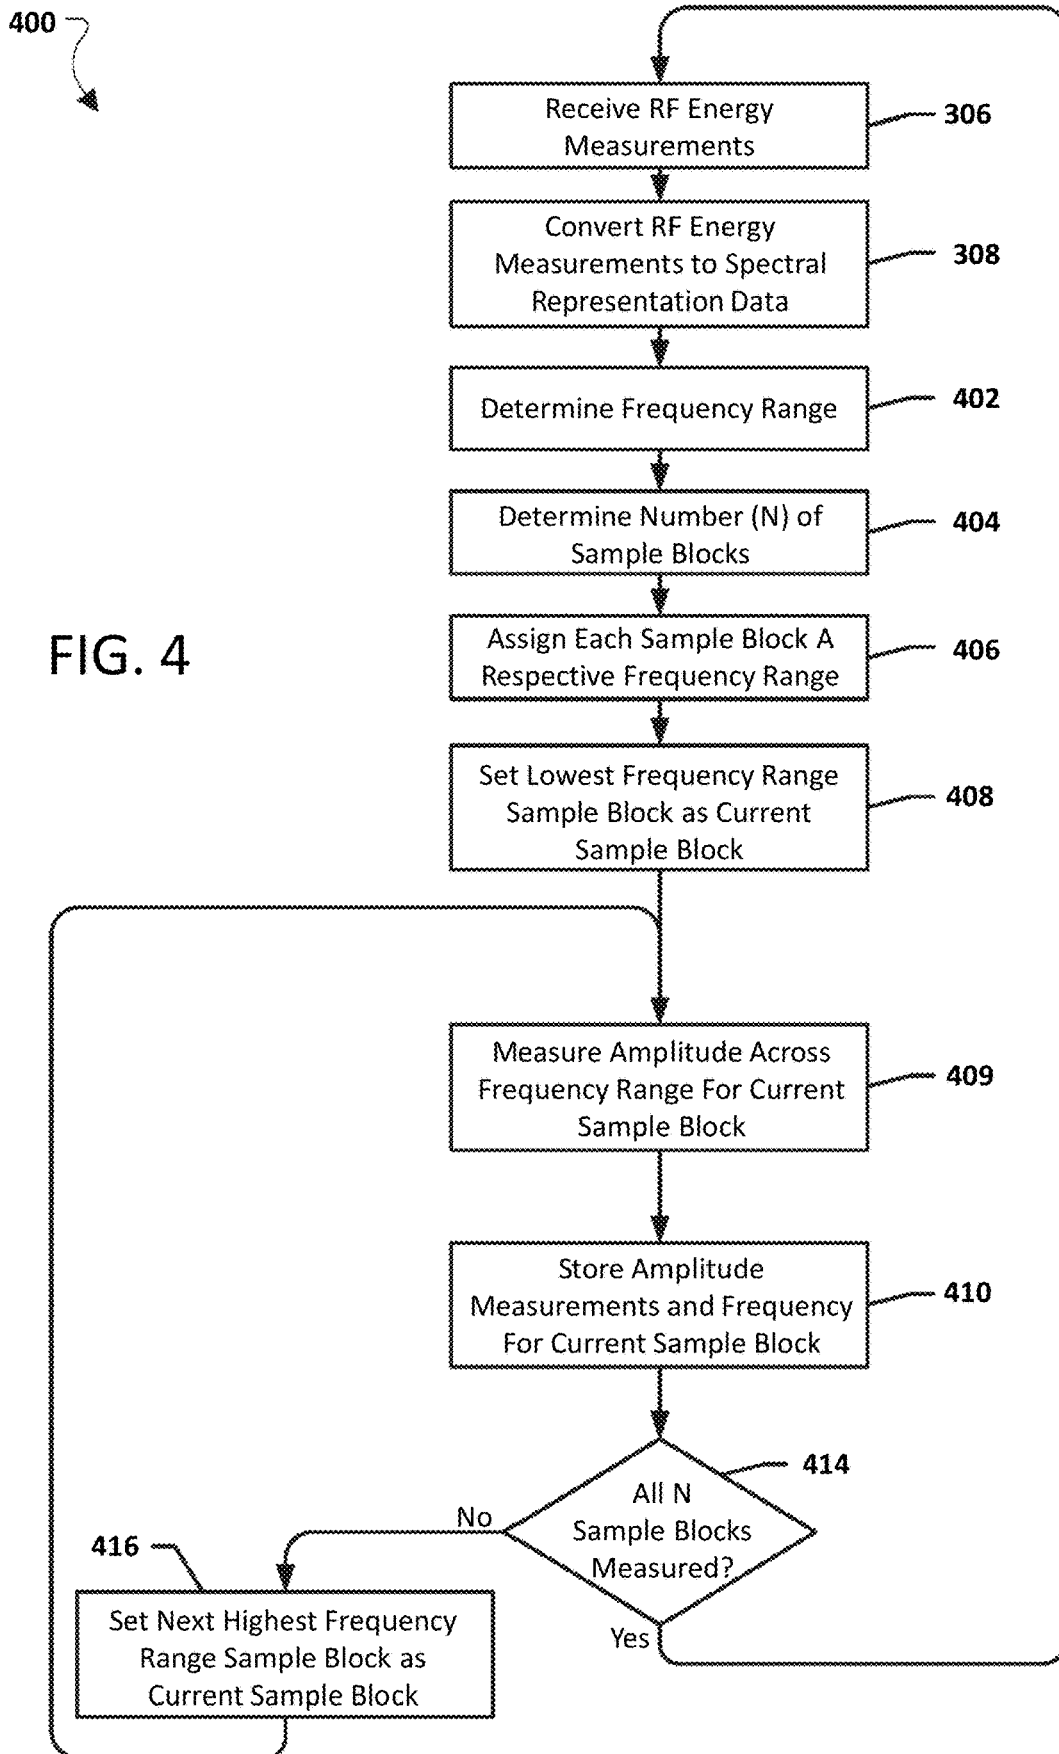 400
Receive RF Energy
Measurements
306
Convert RF Energy
Measurements to Spectral
Representation Data
308
Determine Frequency Range
402
Determine Number (N) of
Sample Blocks
404
FIG. 4
Assign Each Sample Block A
Respective Frequency Range
406
Set Lowest Frequency Range
Sample Block as Current
Sample Block
408
Measure Amplitude Across
Frequency Range For Current
Sample Block
409
Store Amplitude
Measurements and Frequency
For Current Sample Block
410
All N
Sample Blocks
Measured?
414
No
Yes
416
Set Next Highest Frequency
Range Sample Block as
Current Sample Block